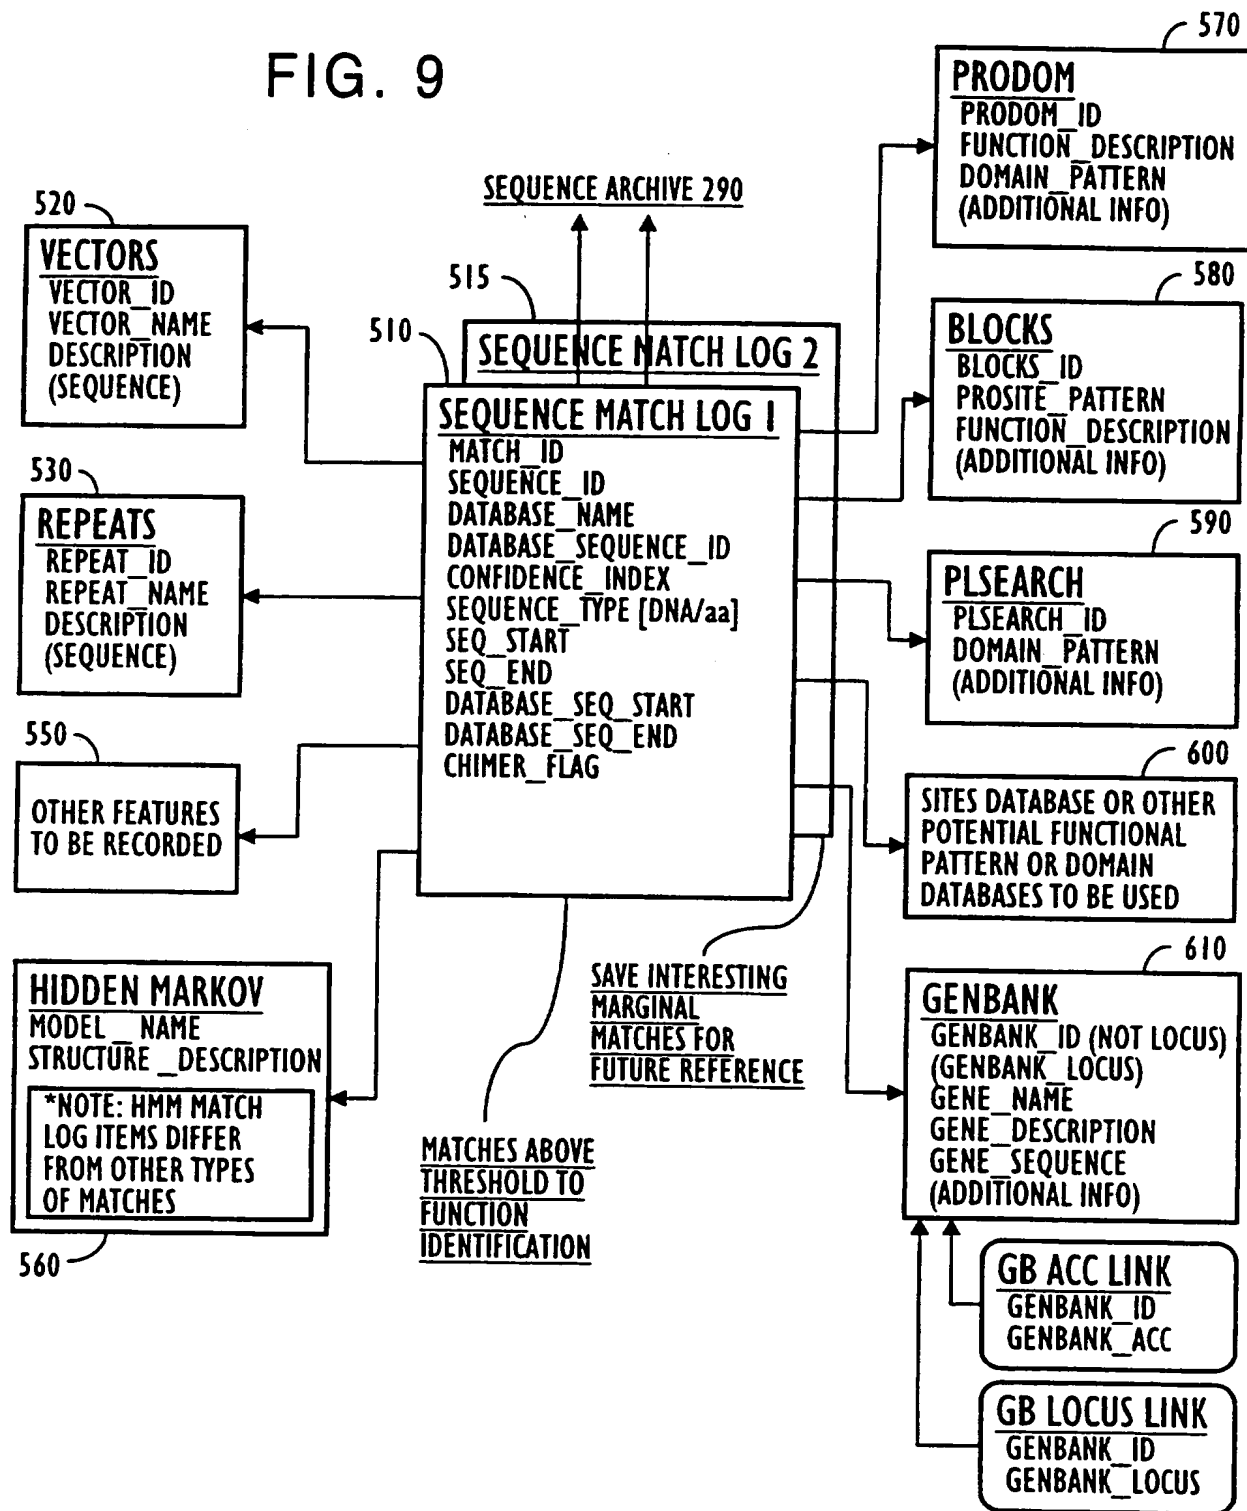 FIG. 9
570
PRODOM
PRODOM_ID
FUNCTION_DESCRIPTION
DOMAIN_PATTERN
(ADDITIONAL INFO)
SEQUENCE ARCHIVE 290
520
VECTORS
VECTOR_ID
VECTOR_NAME
DESCRIPTION
(SEQUENCE)
515
SEQUENCE MATCH LOG 2
510
SEQUENCE MATCH LOG 1
MATCH_ID
SEQUENCE_ID
DATABASE_NAME
DATABASE_SEQUENCE_ID
CONFIDENCE_INDEX
SEQUENCE_TYPE [DNA/aa]
SEQ_START
SEQ_END
DATABASE_SEQ_START
DATABASE_SEQ_END
CHIMER_FLAG
580
BLOCKS
BLOCKS_ID
PROSITE_PATTERN
FUNCTION_DESCRIPTION
(ADDITIONAL INFO)
530
REPEATS
REPEAT_ID
REPEAT_NAME
DESCRIPTION
(SEQUENCE)
590
PLSEARCH
PLSEARCH_ID
DOMAIN_PATTERN
(ADDITIONAL INFO)
550
OTHER FEATURES
TO BE RECORDED
600
SITES DATABASE OR OTHER
POTENTIAL FUNCTIONAL
PATTERN OR DOMAIN
DATABASES TO BE USED
HIDDEN MARKOV
MODEL_NAME
STRUCTURE_DESCRIPTION
*NOTE: HMM MATCH
LOG ITEMS DIFFER
FROM OTHER TYPES
OF MATCHES
560
MATCHES ABOVE
THRESHOLD TO
FUNCTION
IDENTIFICATION
SAVE INTERESTING
MARGINAL
MATCHES FOR
FUTURE REFERENCE
610
GENBANK
GENBANK_ID (NOT LOCUS)
(GENBANK_LOCUS)
GENE_NAME
GENE_DESCRIPTION
GENE_SEQUENCE
(ADDITIONAL INFO)
GB ACC LINK
GENBANK_ID
GENBANK_ACC
GB LOCUS LINK
GENBANK_ID
GENBANK_LOCUS